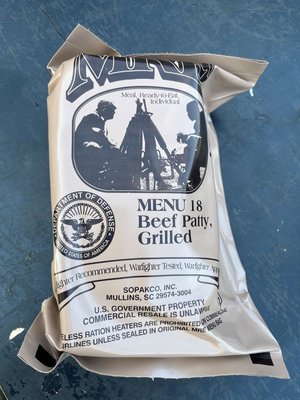 Meal, Ready-to-Eat,
Individual
DEPARTMENT OF DEFENSE
UNITED STATES OF AMERICA
MENU 18
Beef Patty,
Grilled
Recommended, Warfighter Tested, Warfighter
SOPAKCO, INC.
MULLINS, SC 29574-3004
U.S. GOVERNMENT PROPERTY
COMMERCIAL RESALE IS UNLAWFUL
RATION HEATERS ARE PROHIBITED ON
UNLESS SEALED IN ORIGINAL